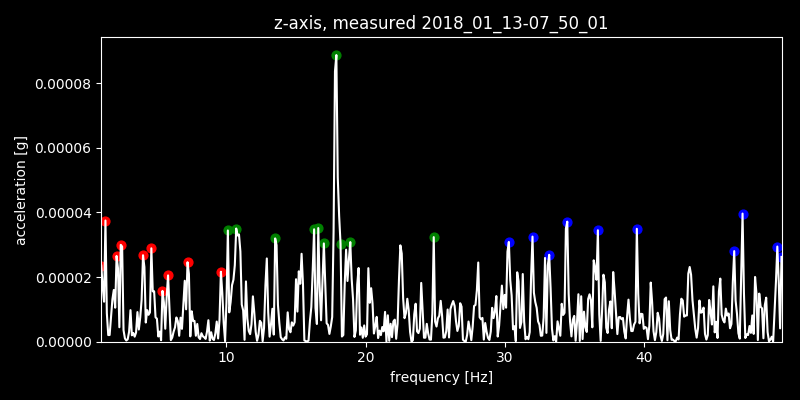 z-axis, measured 2018_01_13-07_50_01
acceleration [g]
0.00008
0.00006
0.00004
0.00002
0.00000
10 20 30 40
frequency [Hz]